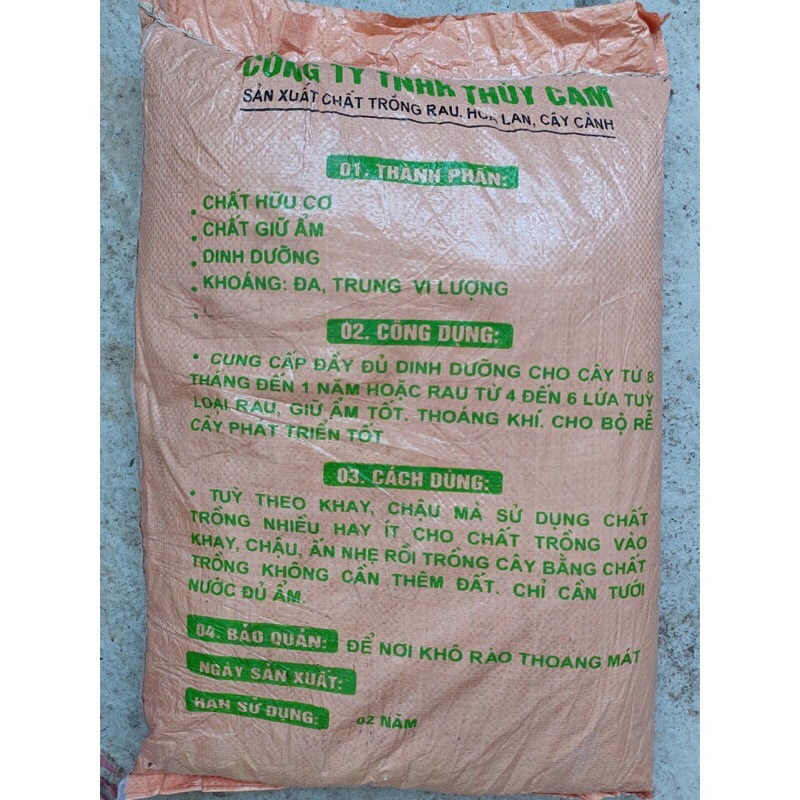 CÔNG TY TNHH THÙY CAM
SẢN XUẤT CHẤT TRỒNG RAU. HOA LAN, CÂY CẢNH
01. THÀNH PHẦN:
• CHẤT HỮU CƠ
• CHẤT GIỮ ẨM
• DINH DƯỠNG
• KHOÁNG: ĐA, TRUNG VI LƯỢNG
02. CÔNG DỤNG:
• CUNG CẤP ĐẦY ĐỦ DINH DƯỠNG CHO CÂY TỪ 8
THÁNG ĐẾN 1 NĂM HOẶC RAU TỪ 4 ĐẾN 6 LỨA TUỲ
LOẠI RAU, GIỮ ẨM TỐT. THOÁNG KHÍ. CHO BỘ RỄ
CÂY PHÁT TRIỂN TỐT
03. CÁCH DÙNG:
• TUỲ THEO KHAY, CHẬU MÀ SỬ DỤNG CHẤT
TRỒNG NHIỀU HAY ÍT CHO CHẤT TRỒNG VÀO
KHAY, CHẬU, ẤN NHẸ RỒI TRỒNG CÂY BẰNG CHẤT
TRỒNG KHÔNG CẦN THÊM ĐẤT. CHỈ CẦN TƯỚI
NƯỚC ĐỦ ẨM.
04. BẢO QUẢN: ĐỂ NƠI KHÔ RÁO THOÁNG MÁT
NGÀY SẢN XUẤT:
HẠN SỬ DỤNG: 02 NĂM